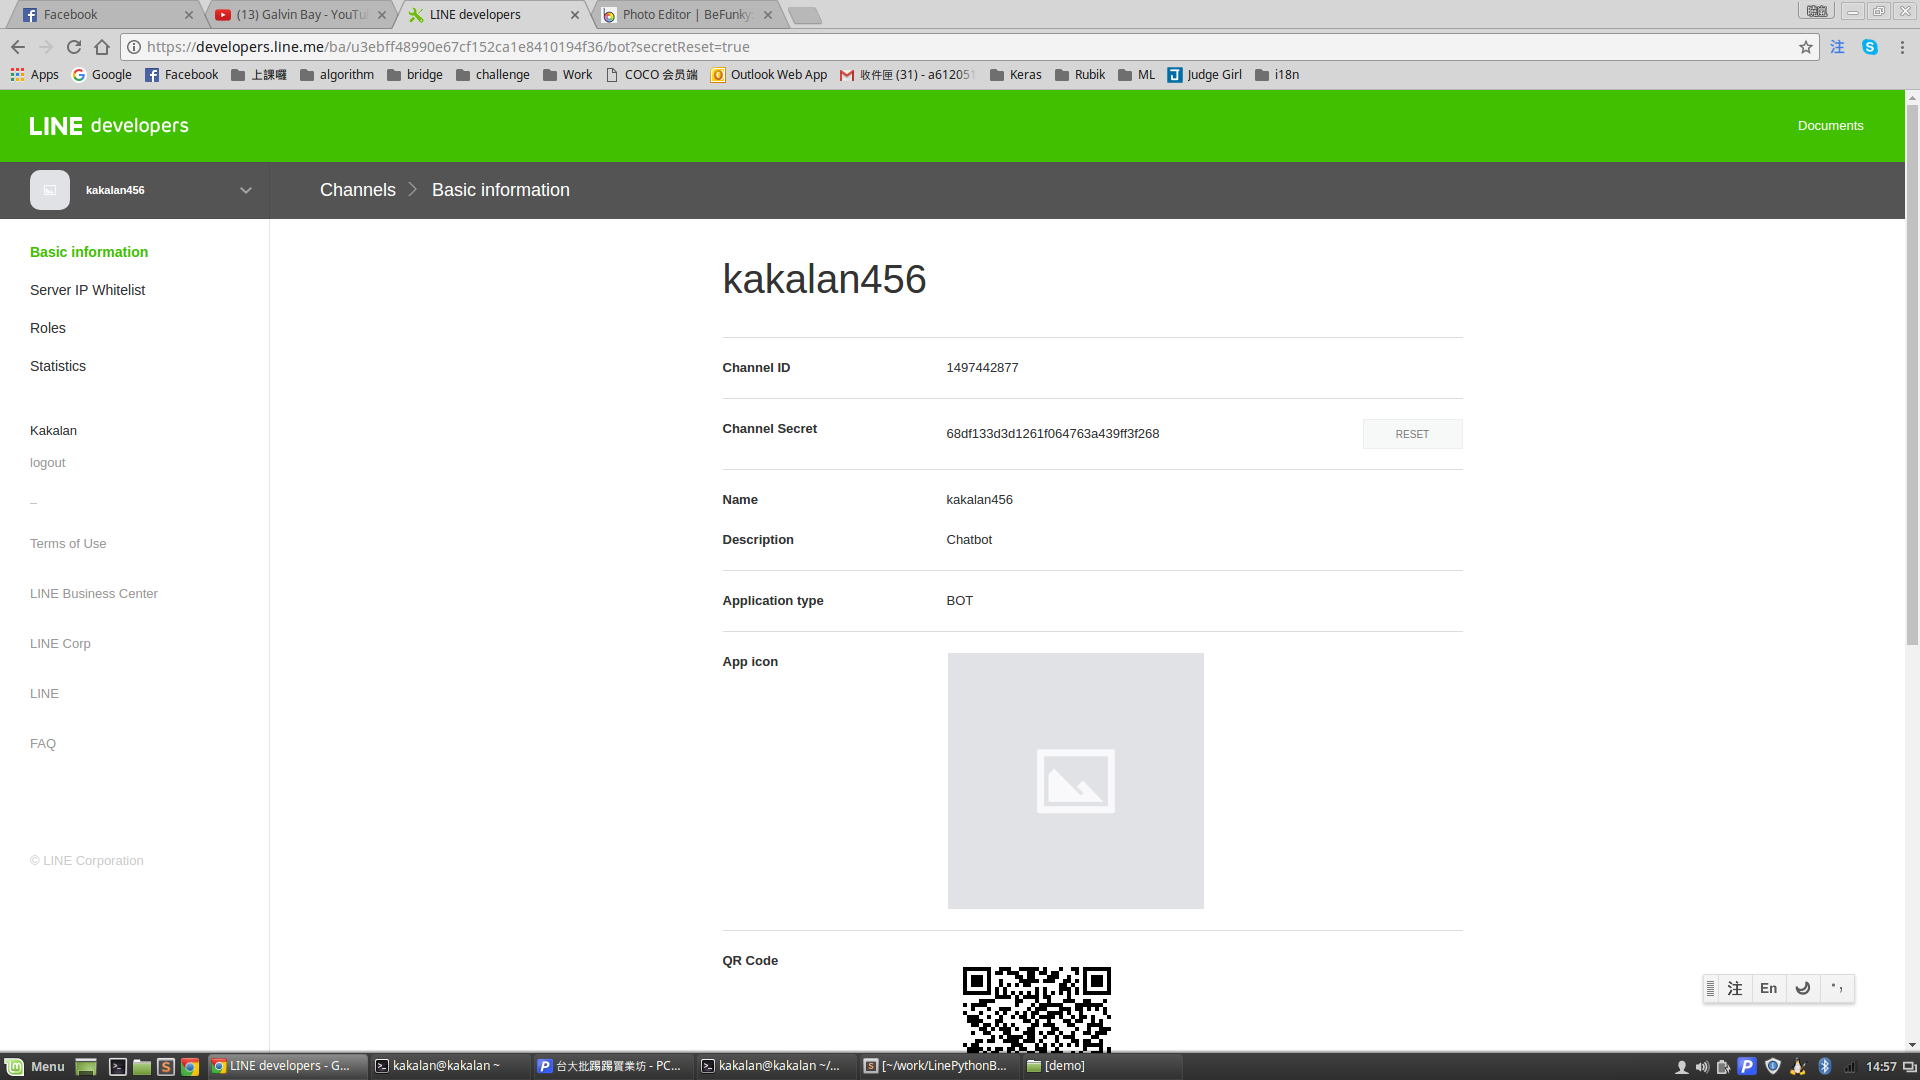 Facebook
(13) Galvin Bay - YouTu
LINE developers
Photo Editor | BeFunky:
https://developers.line.me/ba/u3ebff48990e67cf152ca1e8410194f36/bot?secretReset=true
Apps Google Facebook 上課囉 algorithm bridge challenge Work COCO 会员端 Outlook Web App 收件匣 (31) - a612051 Keras Rubik ML Judge Girl i18n
LINE developers
Documents
kakalan456
Channels Basic information
Basic information
Server IP Whitelist
Roles
Statistics
Kakalan
logout
–
Terms of Use
LINE Business Center
LINE Corp
LINE
FAQ
© LINE Corporation
kakalan456
Channel ID 1497442877
Channel Secret 68df133d3d1261f064763a439ff3f268 RESET
Name kakalan456
Description Chatbot
Application type BOT
App icon
QR Code
注 En
Menu LINE developers - G... kakalan@kakalan ~ 台大批踢踢實業坊 - PC... kakalan@kakalan ~/... [~/work/LinePythonB... [demo] 14:57